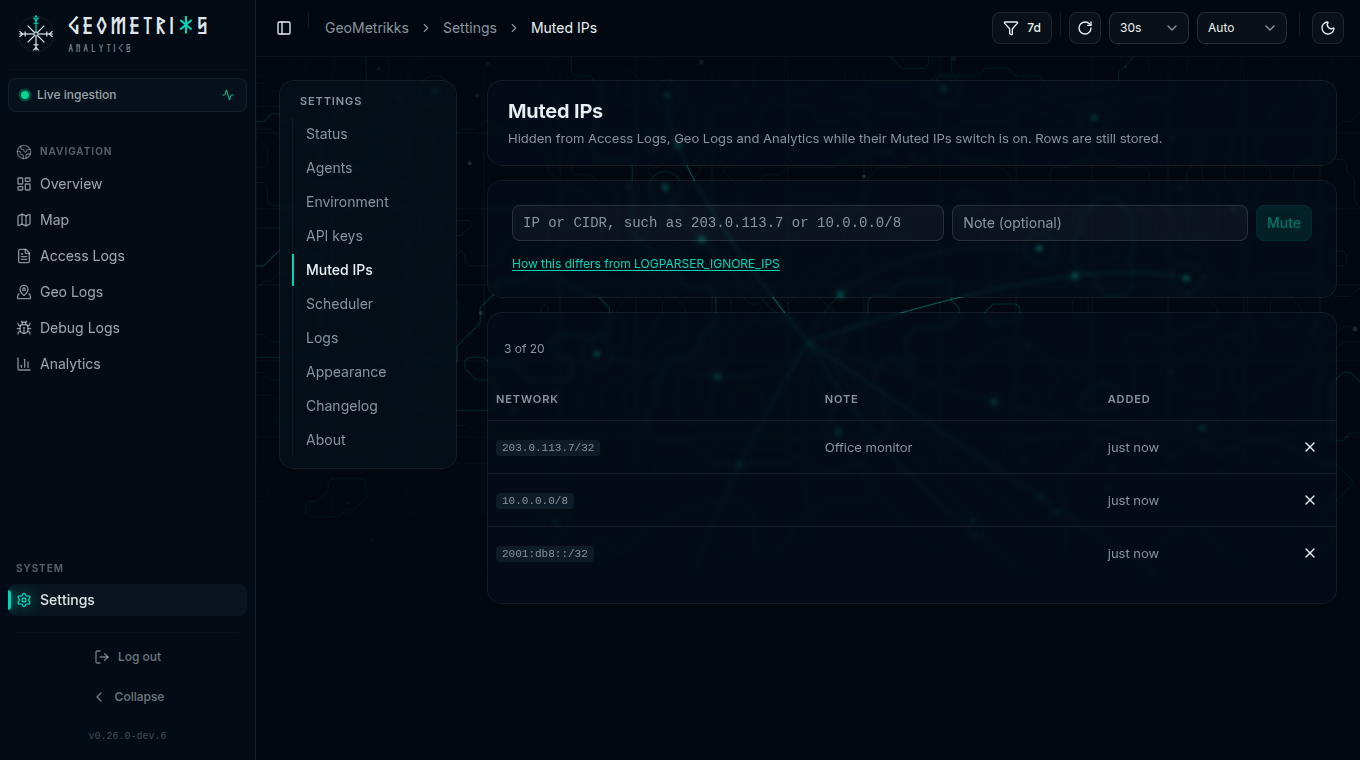 GEOMETRIKKS
ANALYTICS
Live ingestion
NAVIGATION
Overview
Map
Access Logs
Geo Logs
Debug Logs
Analytics
SYSTEM
Settings
Log out
Collapse
v0.26.0-dev.6
GeoMetrikks
Settings
Muted IPs
7d
30s
Auto
SETTINGS
Status
Agents
Environment
API keys
Muted IPs
Scheduler
Logs
Appearance
Changelog
About
Muted IPs
Hidden from Access Logs, Geo Logs and Analytics while their Muted IPs switch is on. Rows are still stored.
IP or CIDR, such as 203.0.113.7 or 10.0.0.0/8
Note (optional)
Mute
How this differs from LOGPARSER_IGNORE_IPS
3 of 20
NETWORK NOTE ADDED
203.0.113.7/32 Office monitor just now
10.0.0.0/8 just now
2001:db8::/32 just now